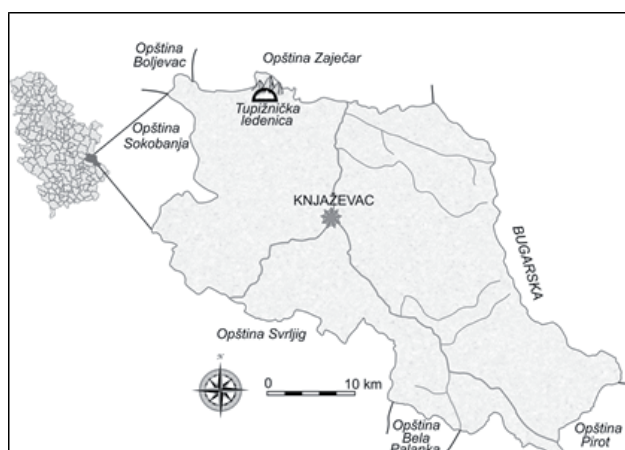 Opština
Boljevac
Opština Zaječar
Tupižnička
ledenica
Opština
Sokobanja
KNJAŽEVAC
BUGARSKA
Opština Svrljig
N
0 10 km
Opština
Bela
Palanka
Opština
Pirot